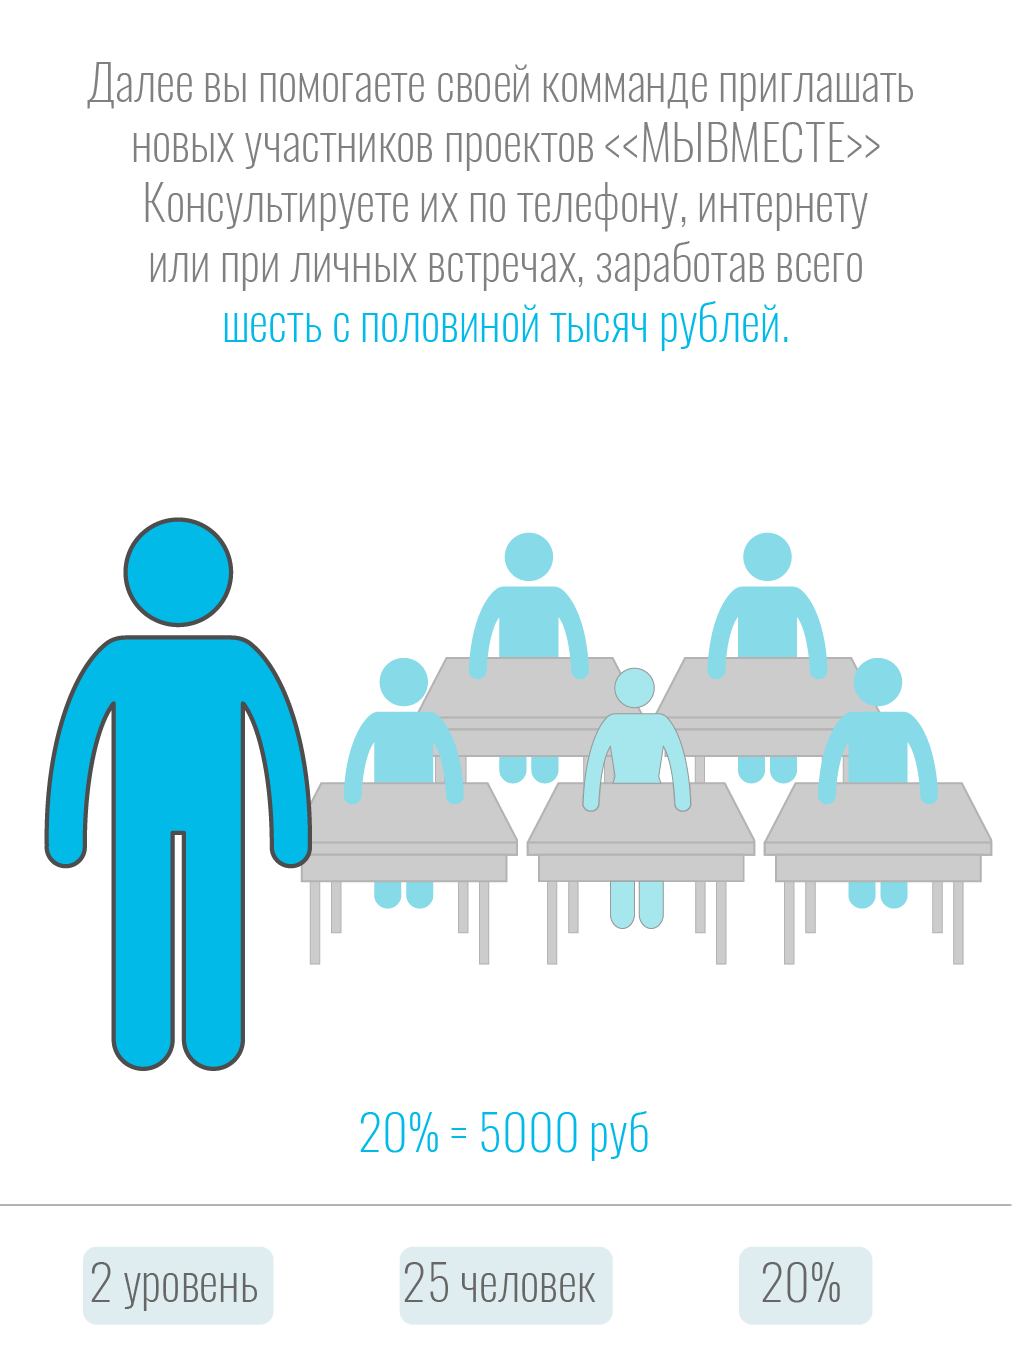 Далее вы помогаете своей комманде приглашать
новых участников проектов <<МЫВМЕСТЕ>>
Консультируете их по телефону, интернету
или при личных встречах, заработав всего
шесть с половиной тысяч рублей.
20% = 5000 руб
2 уровень
25 человек
20%